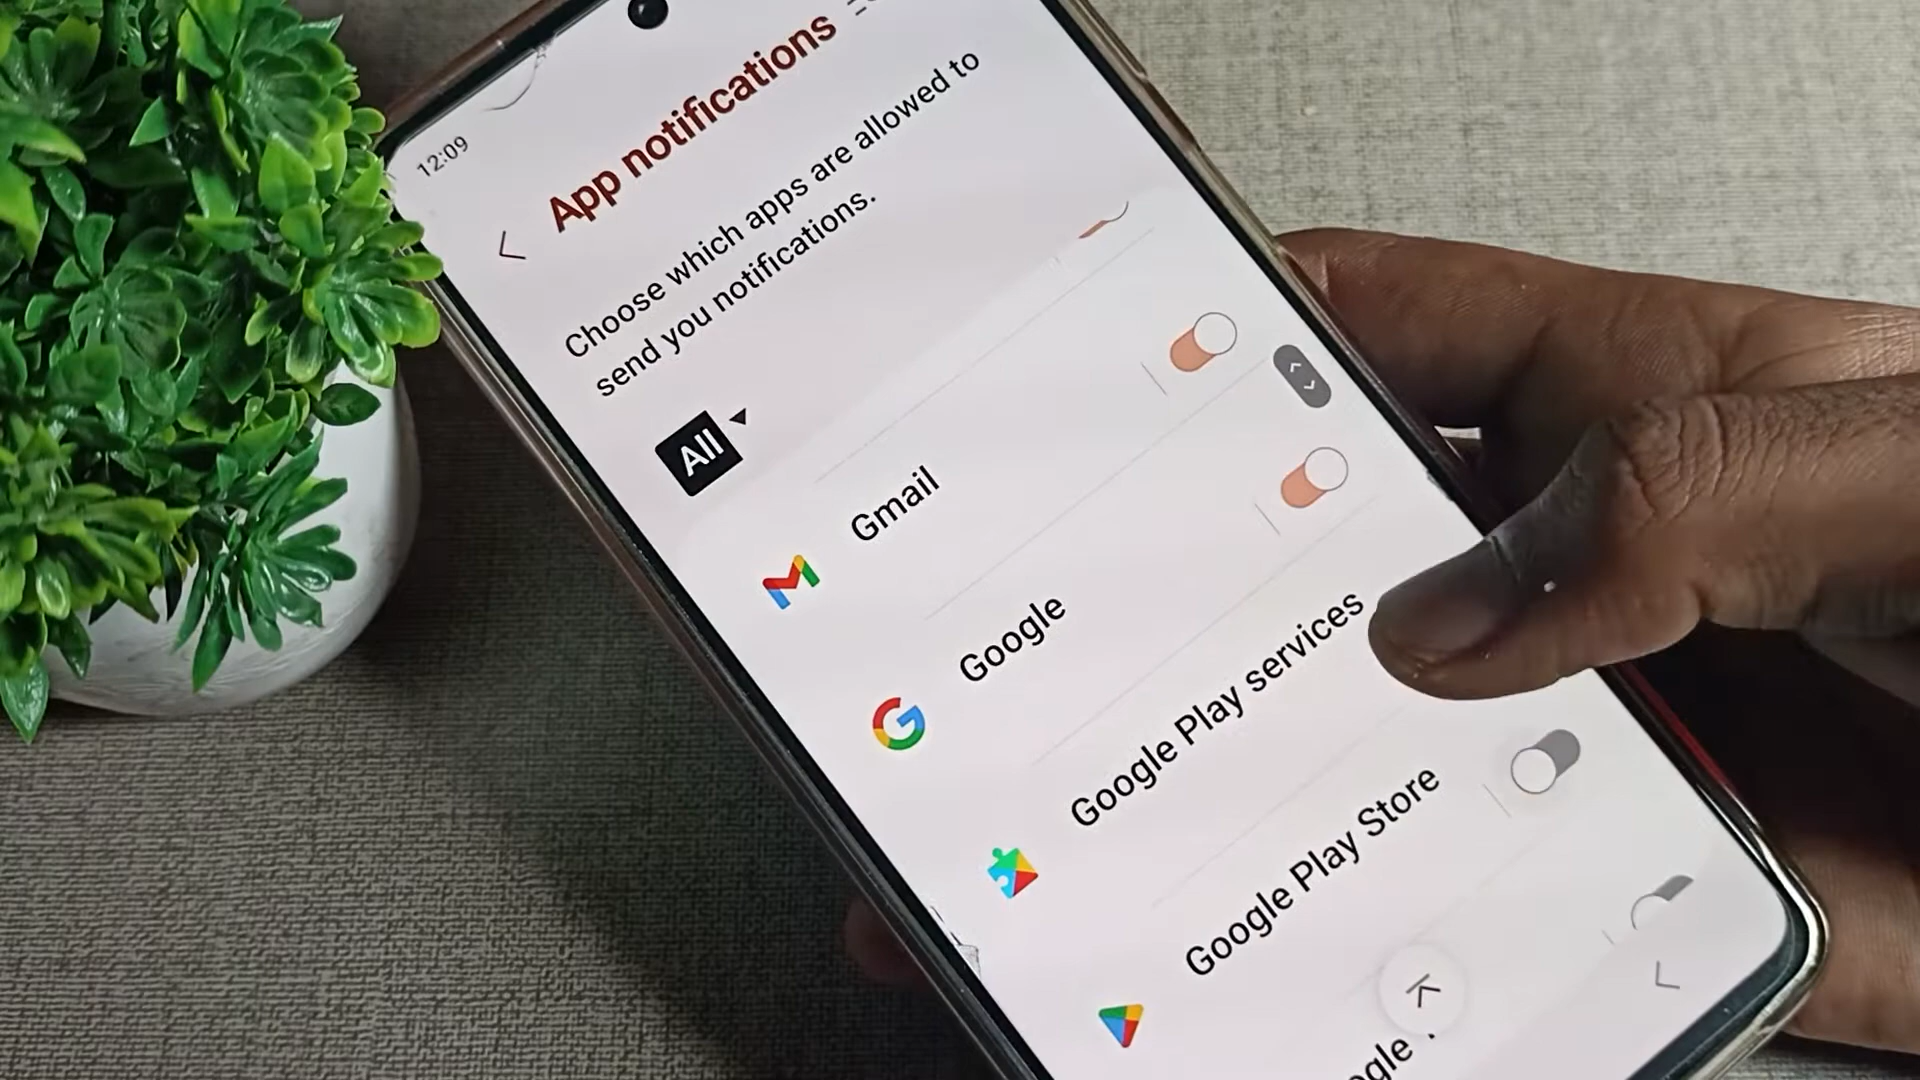 12:09
App notifications
Choose which apps are allowed to
send you notifications.
All
Gmail
Google
Google Play services
Google Play Store